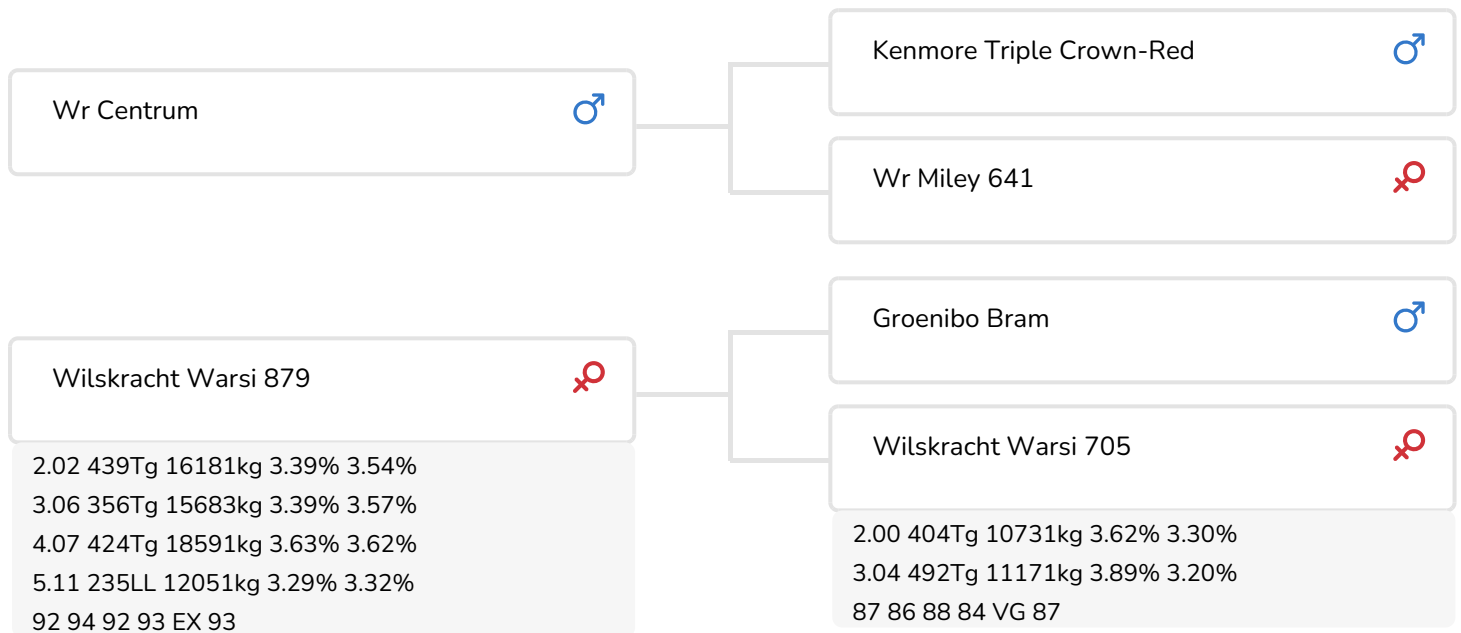 Wr Centrum
Kenmore Triple Crown-Red
Wr Miley 641
Wilskracht Warsi 879
2.02 439Tg 16181kg 3.39% 3.54%
3.06 356Tg 15683kg 3.39% 3.57%
4.07 424Tg 18591kg 3.63% 3.62%
5.11 235LL 12051kg 3.29% 3.32%
92 94 92 93 EX 93
Groenibo Bram
Wilskracht Warsi 705
2.00 404Tg 10731kg 3.62% 3.30%
3.04 492Tg 11171kg 3.89% 3.20%
87 86 88 84 VG 87